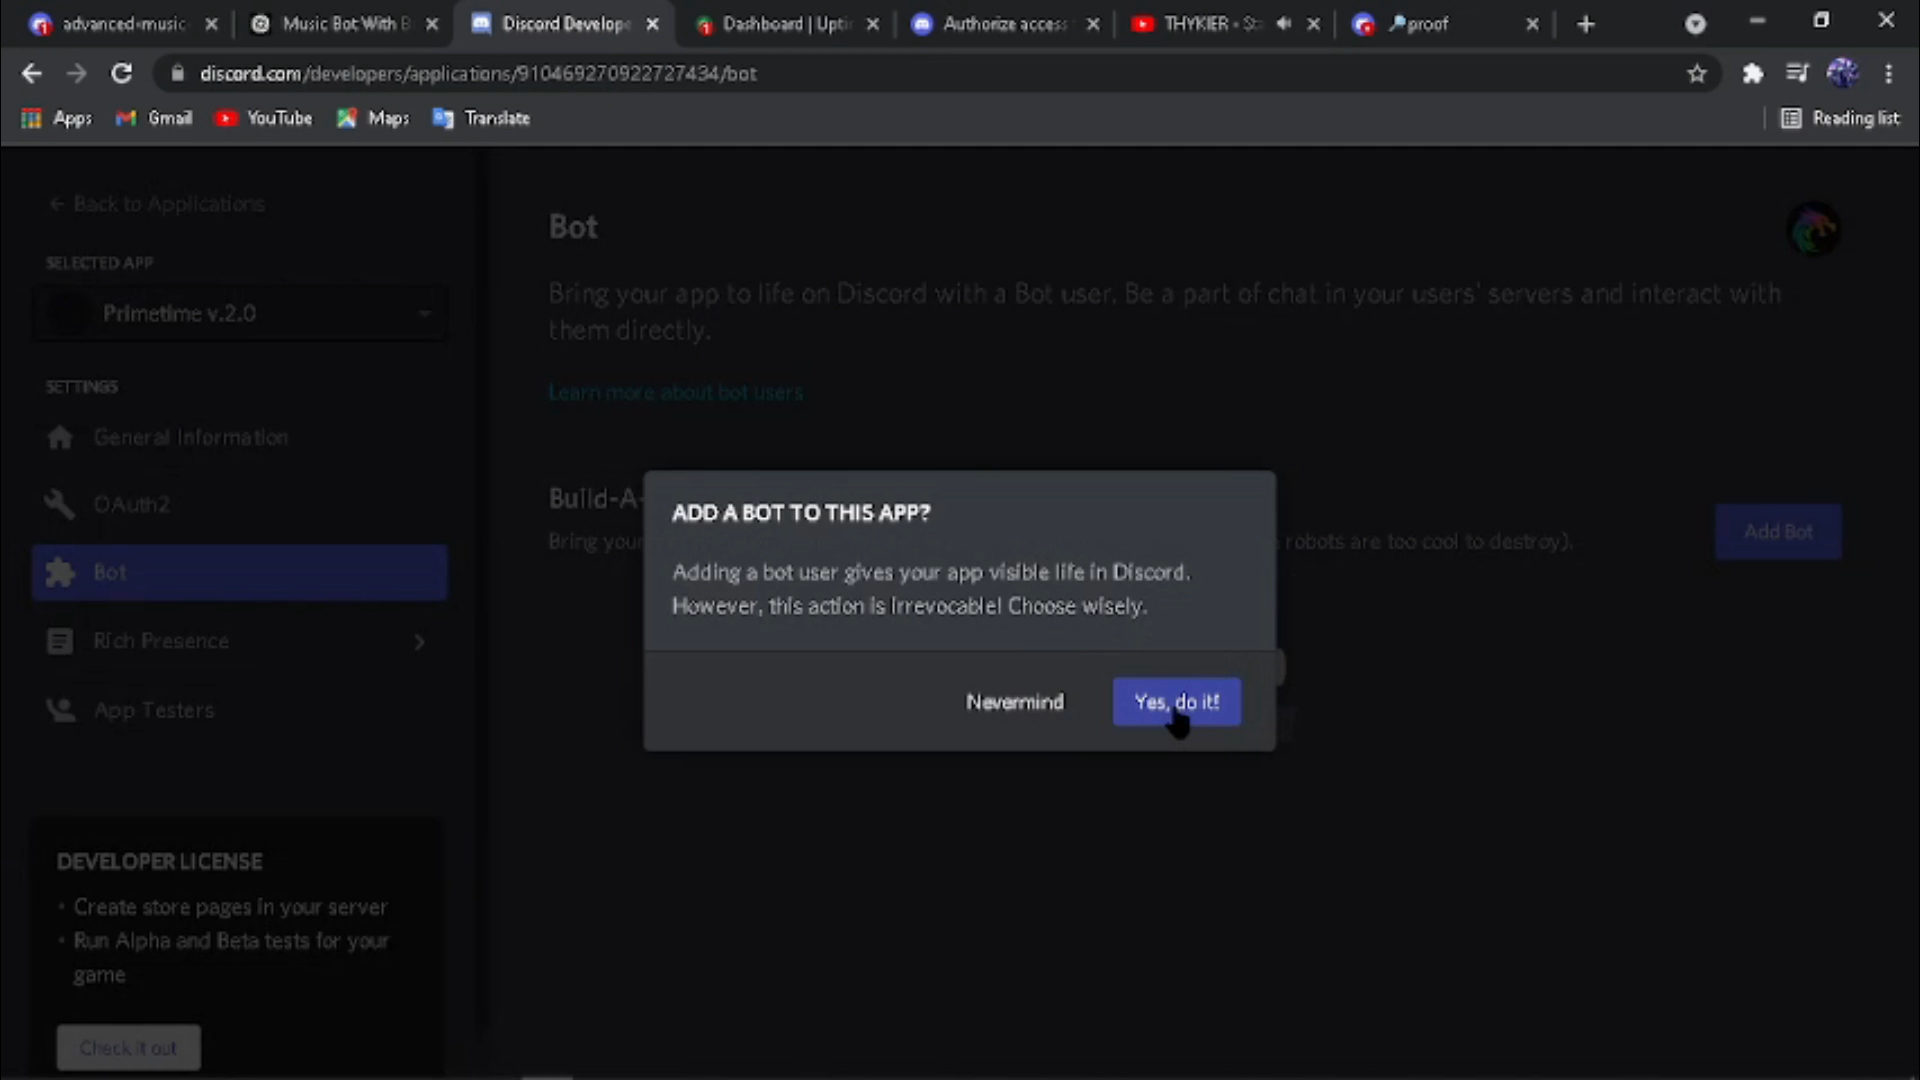 advanced-music
Music Bot With B
Discord Develope
Dashboard | Upti
Authorize access
THYKIER - St
proof
discord.com/developers/applications/910469270922727434/bot
Apps
Gmail
YouTube
Maps
Translate
Reading list
← Back to Applications
SELECTED APP
Primetime v.2.0
SETTINGS
General Information
OAuth2
Bot
Rich Presence
App Testers
DEVELOPER LICENSE
• Create store pages in your server
• Run Alpha and Beta tests for your
game
Check it out
Bot
Bring your app to life on Discord with a Bot user. Be a part of chat in your users' servers and interact with
them directly.
Learn more about bot users
Build-A-
Bring your robots are too cool to destroy).
Add Bot
ADD A BOT TO THIS APP?
Adding a bot user gives your app visible life in Discord.
However, this action is irrevocable! Choose wisely.
Nevermind
Yes, do it!